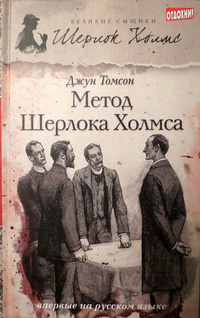 ВЕЛИКИЕ СЫЩИКИ
Шерлок Холмс
ОТДОХНИ!
Джун Томсон
Метод
Шерлока Холмса
впервые на русском языке